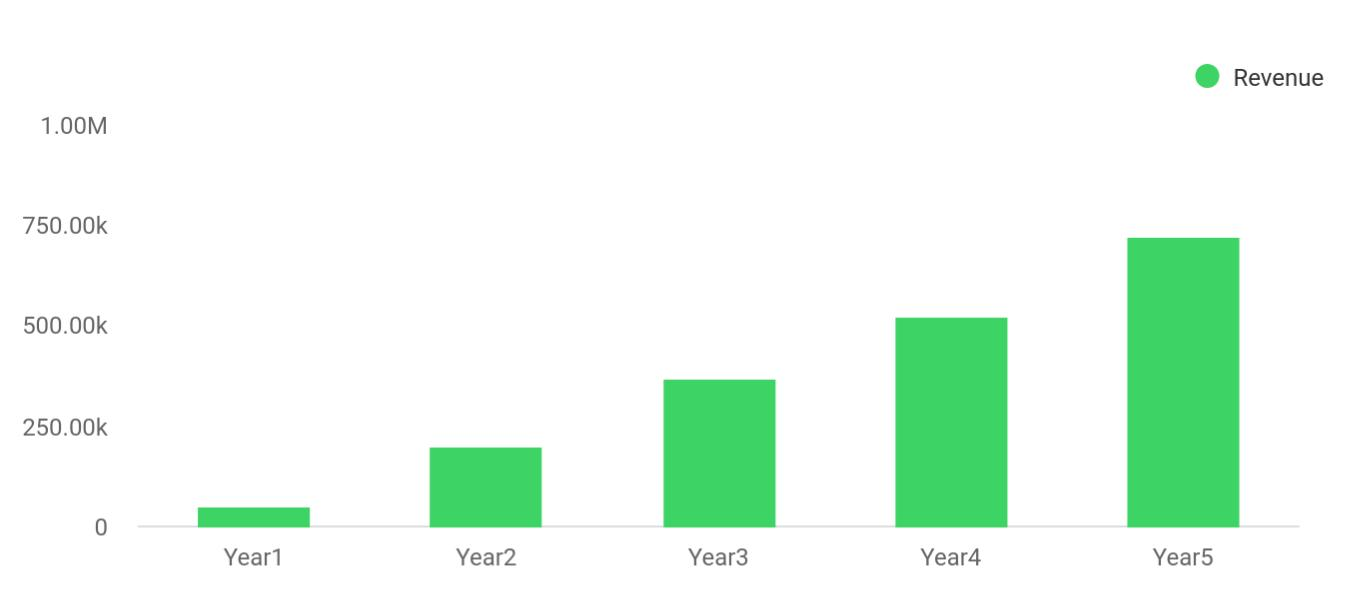 Revenue
1.00M
750.00k
500.00k
250.00k
0
Year1 Year2 Year3 Year4 Year5